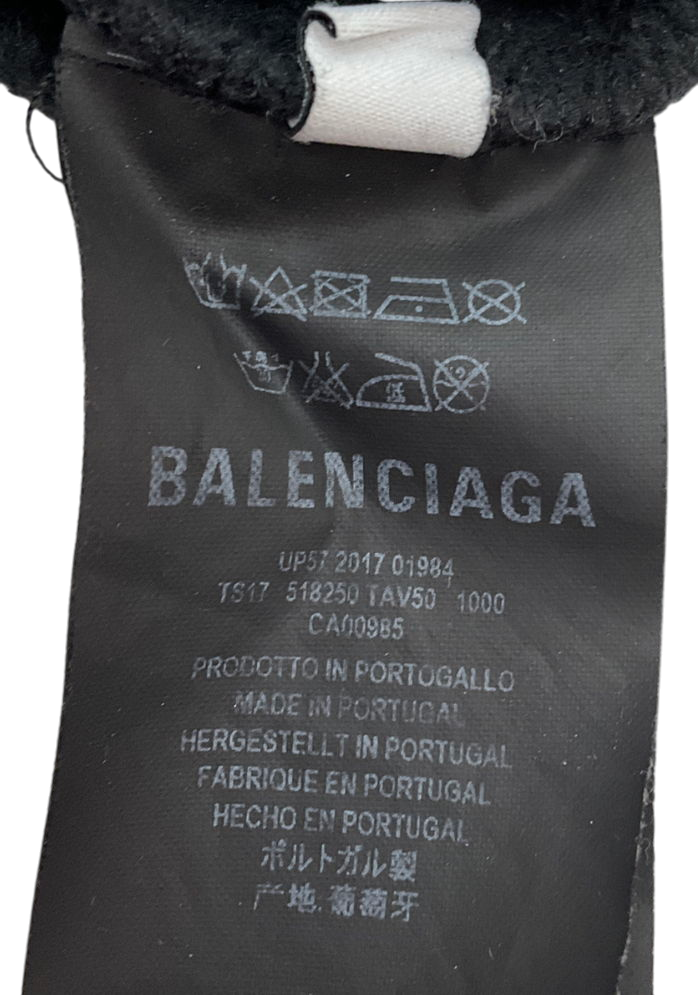 BALENCIAGA
UP57 2017 01984
TS17 518250 TAV50 1000
CA00985
PRODOTTO IN PORTOGALLO
MADE IN PORTUGAL
HERGESTELLT IN PORTUGAL
FABRIQUE EN PORTUGAL
HECHO EN PORTUGAL
ポルトガル製
产地.葡萄牙